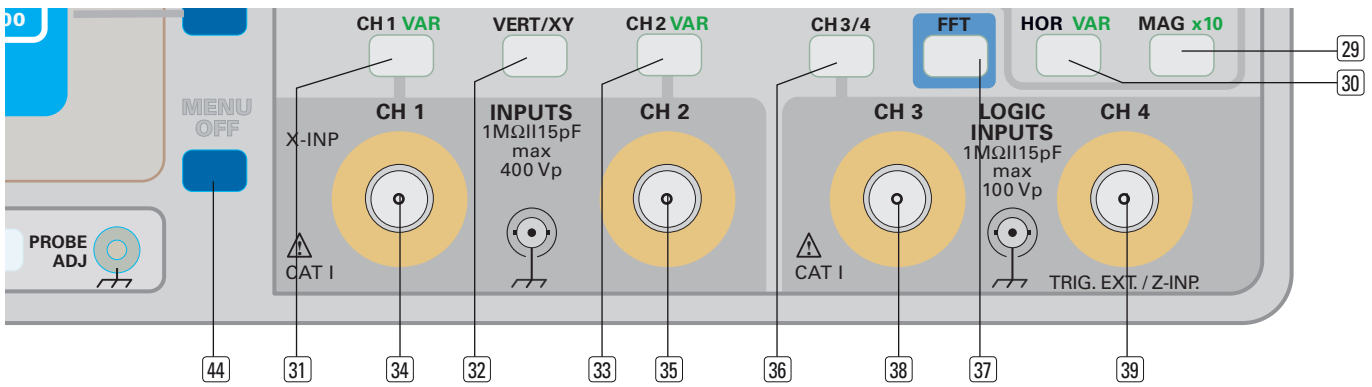 00
CH 1 VAR
VERT/XY
CH 2 VAR
CH 3/4
FFT
HOR VAR
MAG x10
29
30
MENU
OFF
CH 1
X-INP
INPUTS
1MΩII15pF
max
400 Vp
CH 2
CH 3
LOGIC
INPUTS
1MΩII15pF
max
100 Vp
CH 4
PROBE
ADJ
CAT I
CAT I
TRIG. EXT. / Z-INP.
44
31
34
32
33
35
36
38
37
39